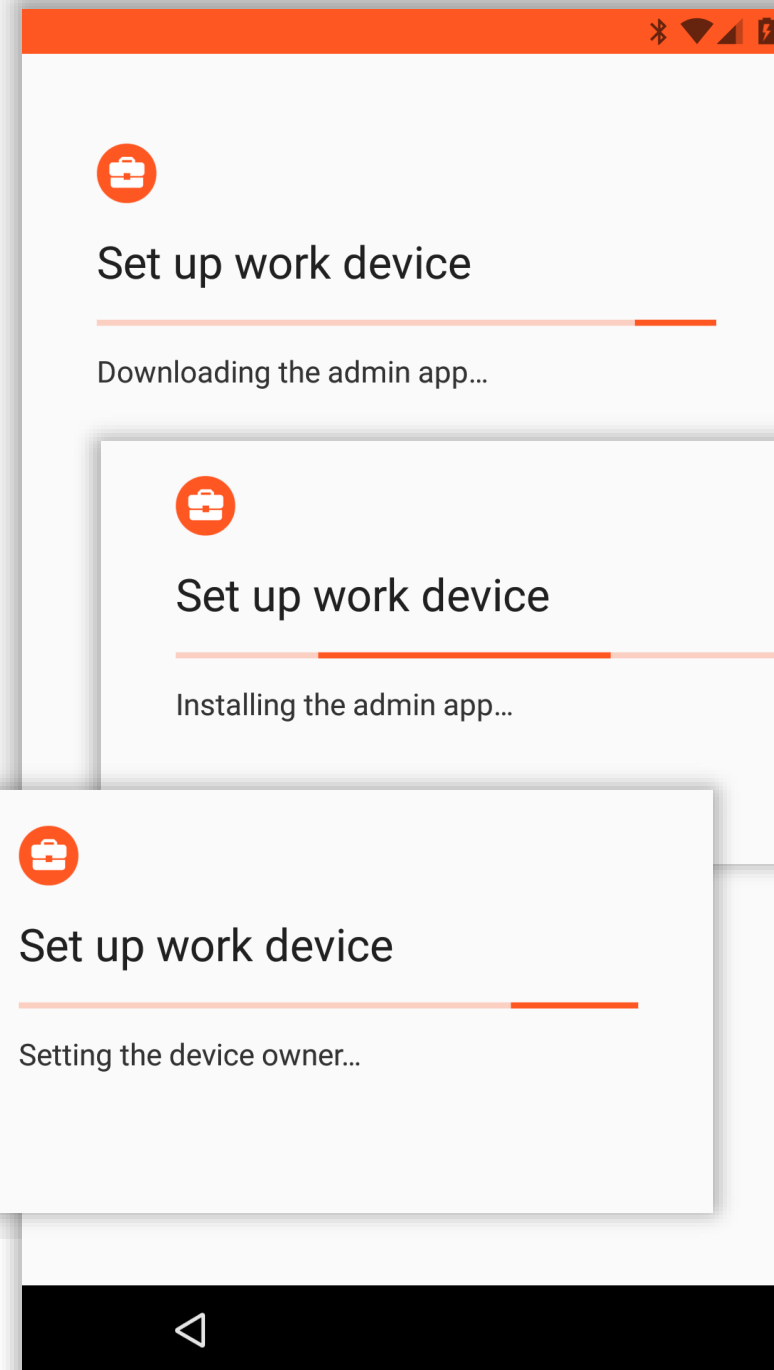 Set up work device
Downloading the admin app...
Set up work device
Installing the admin app...
Set up work device
Setting the device owner...